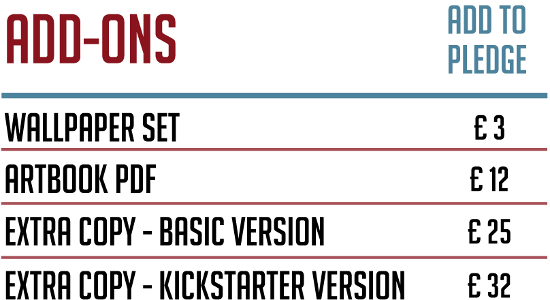 ADD-ONS
ADD TO
PLEDGE
WALLPAPER SET £ 3
ARTBOOK PDF £ 12
EXTRA COPY - BASIC VERSION £ 25
EXTRA COPY - KICKSTARTER VERSION £ 32